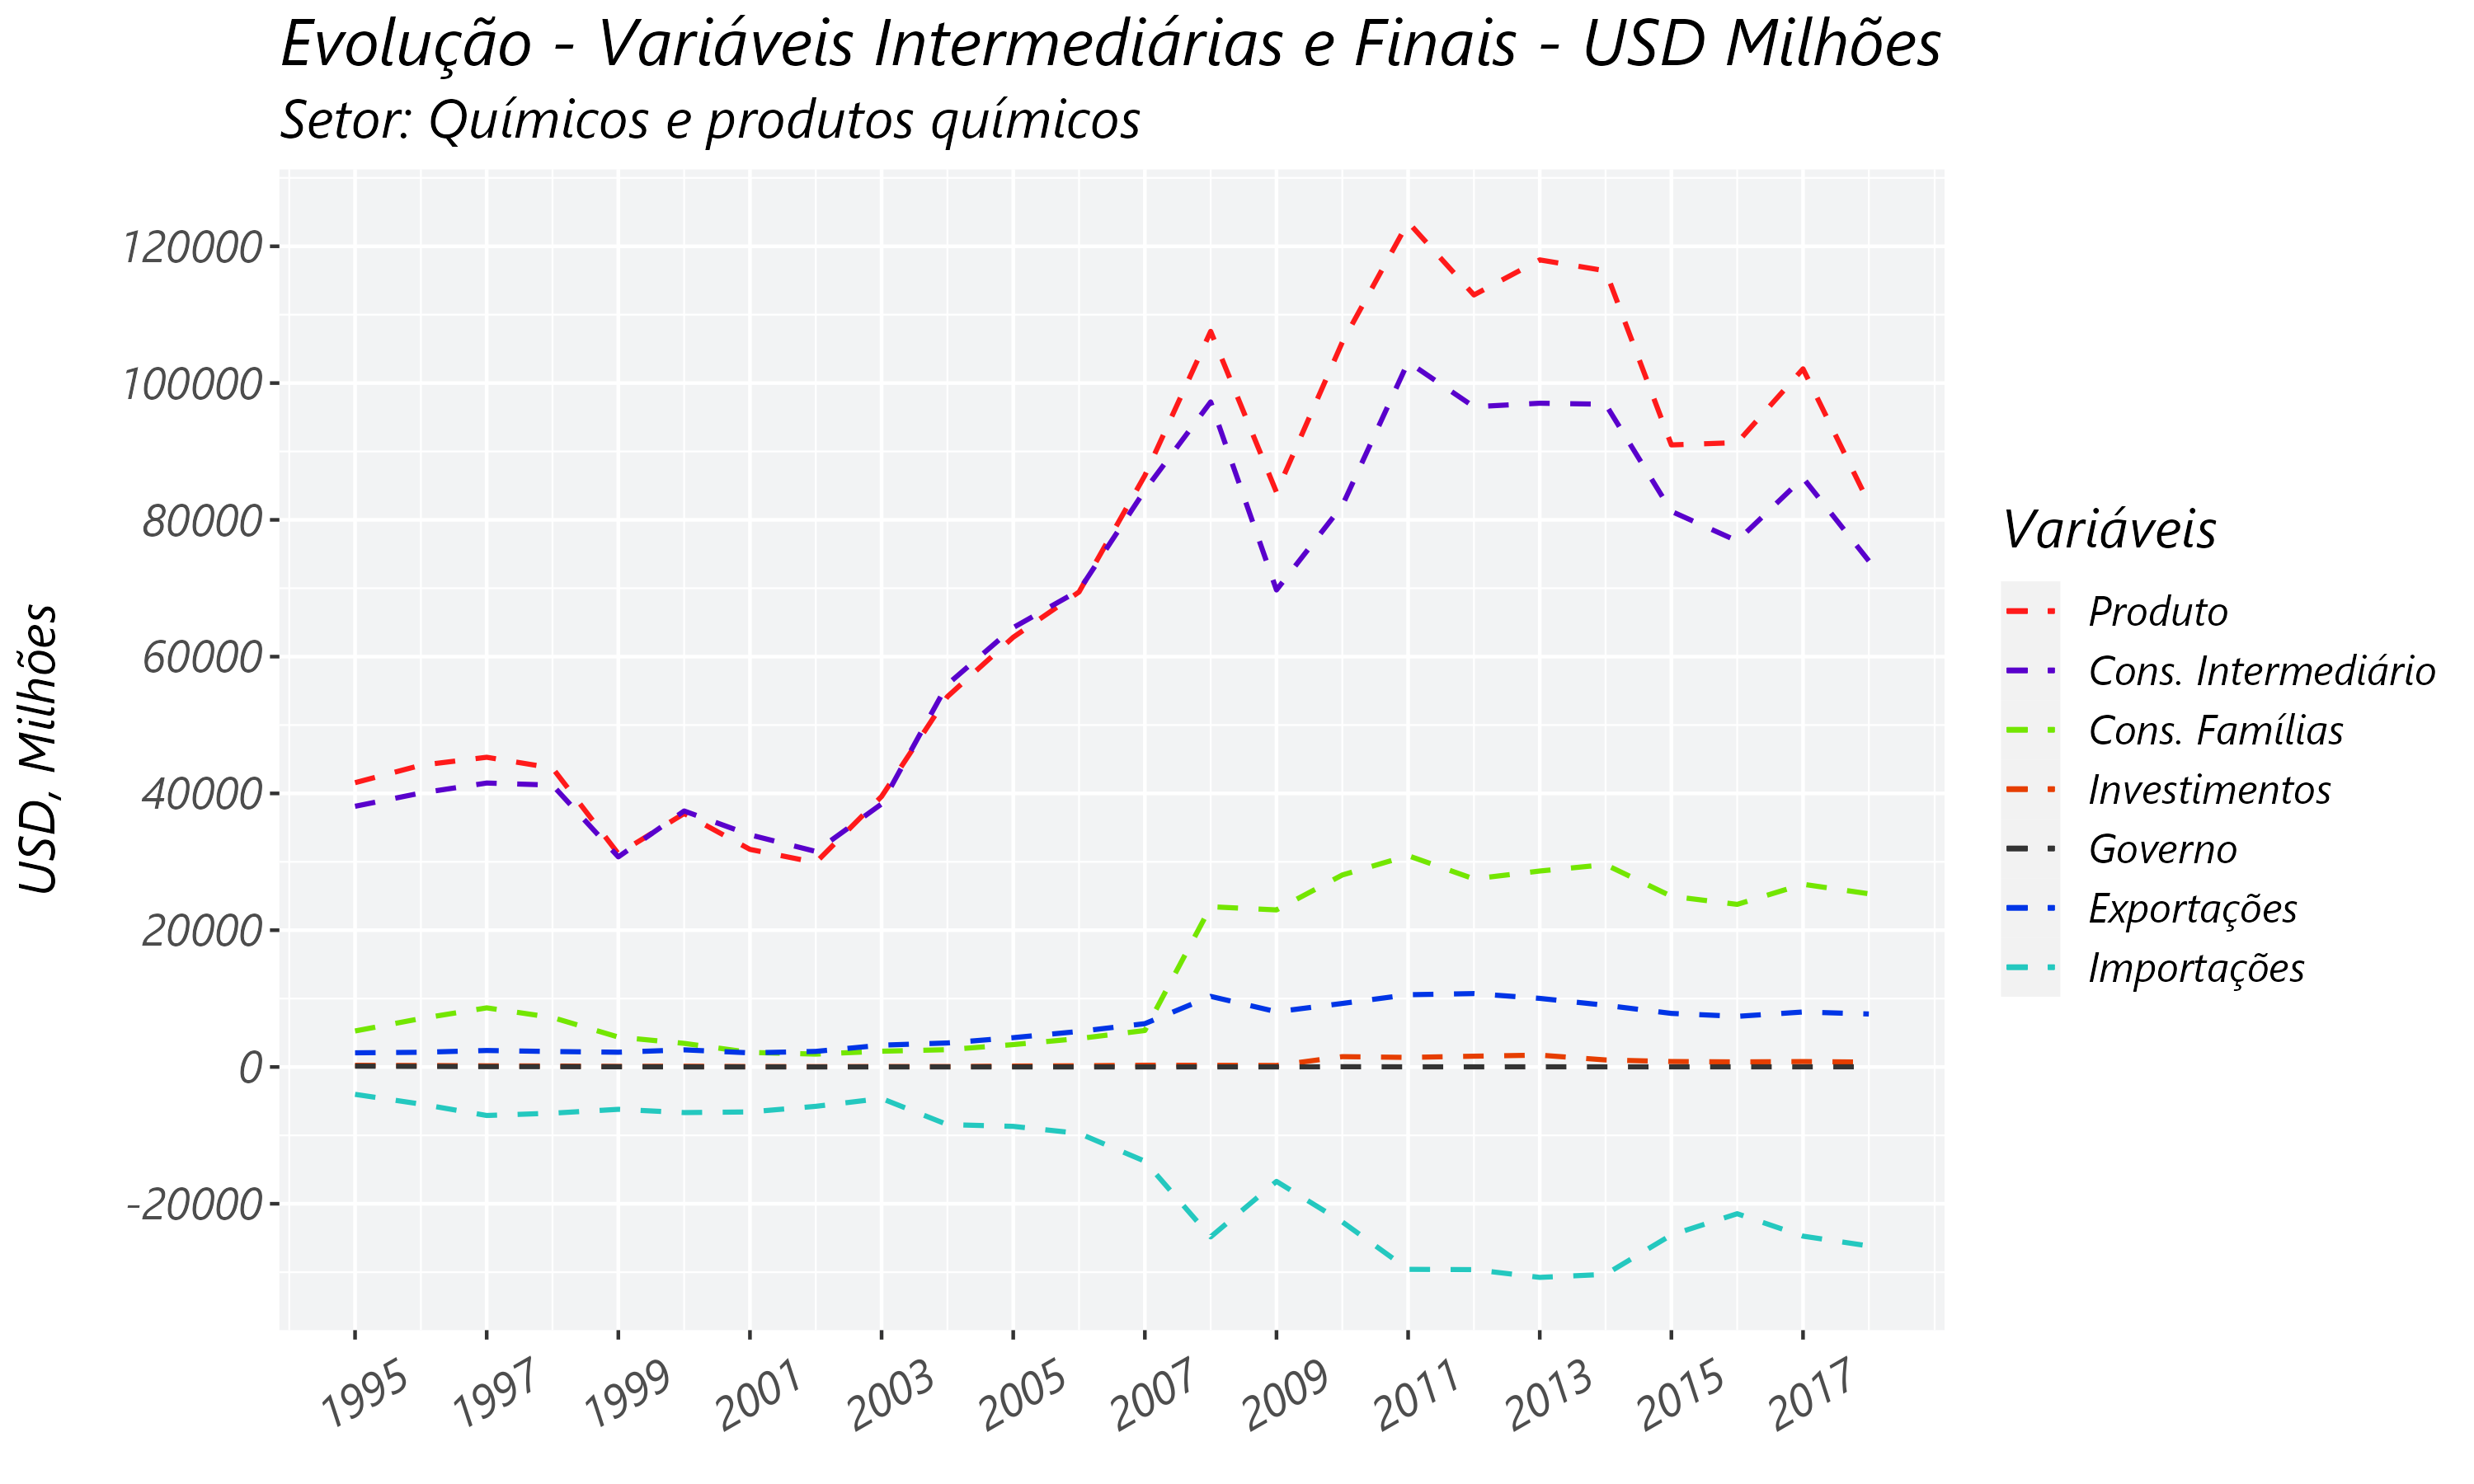 Evolução - Variáveis Intermediárias e Finais - USD Milhões
Setor: Químicos e produtos químicos
USD, Milhões
120000
100000
80000
60000
40000
20000
0
-20000
1995
1997
1999
2001
2003
2005
2007
2009
2011
2013
2015
2017
Variáveis
Produto
Cons. Intermediário
Cons. Famílias
Investimentos
Governo
Exportações
Importações